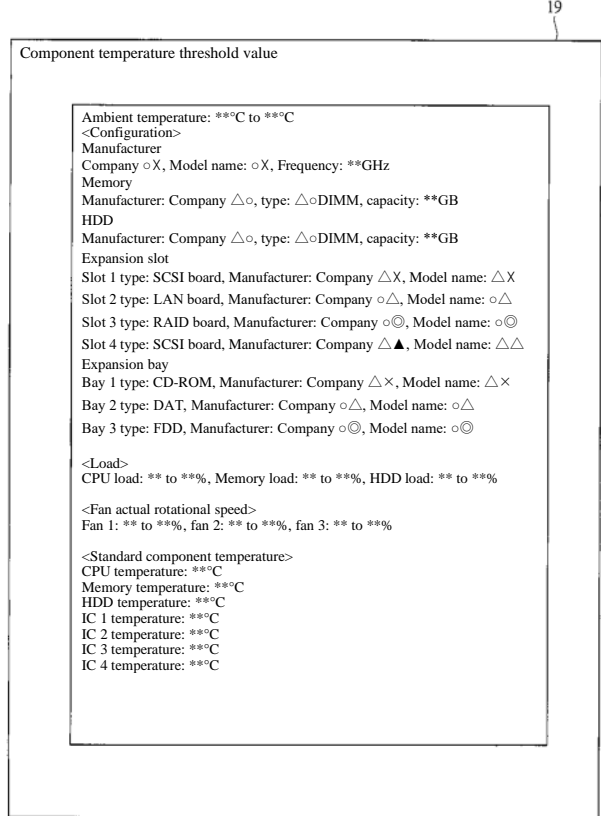 19
Component temperature threshold value
Ambient temperature: **°C to **°C
<Configuration>
Manufacturer
Company ○X, Model name: ○X, Frequency: **GHz
Memory
Manufacturer: Company △○, type: △○DIMM, capacity: **GB
HDD
Manufacturer: Company △○, type: △○DIMM, capacity: **GB
Expansion slot
Slot 1 type: SCSI board, Manufacturer: Company △X, Model name: △X
Slot 2 type: LAN board, Manufacturer: Company ○△, Model name: ○△
Slot 3 type: RAID board, Manufacturer: Company ○◎, Model name: ○◎
Slot 4 type: SCSI board, Manufacturer: Company △▲, Model name: △△
Expansion bay
Bay 1 type: CD-ROM, Manufacturer: Company △×, Model name: △×
Bay 2 type: DAT, Manufacturer: Company ○△, Model name: ○△
Bay 3 type: FDD, Manufacturer: Company ○◎, Model name: ○◎
<Load>
CPU load: ** to **%, Memory load: ** to **%, HDD load: ** to **%
<Fan actual rotational speed>
Fan 1: ** to **%, fan 2: ** to **%, fan 3: ** to **%
<Standard component temperature>
CPU temperature: **°C
Memory temperature: **°C
HDD temperature: **°C
IC 1 temperature: **°C
IC 2 temperature: **°C
IC 3 temperature: **°C
IC 4 temperature: **°C